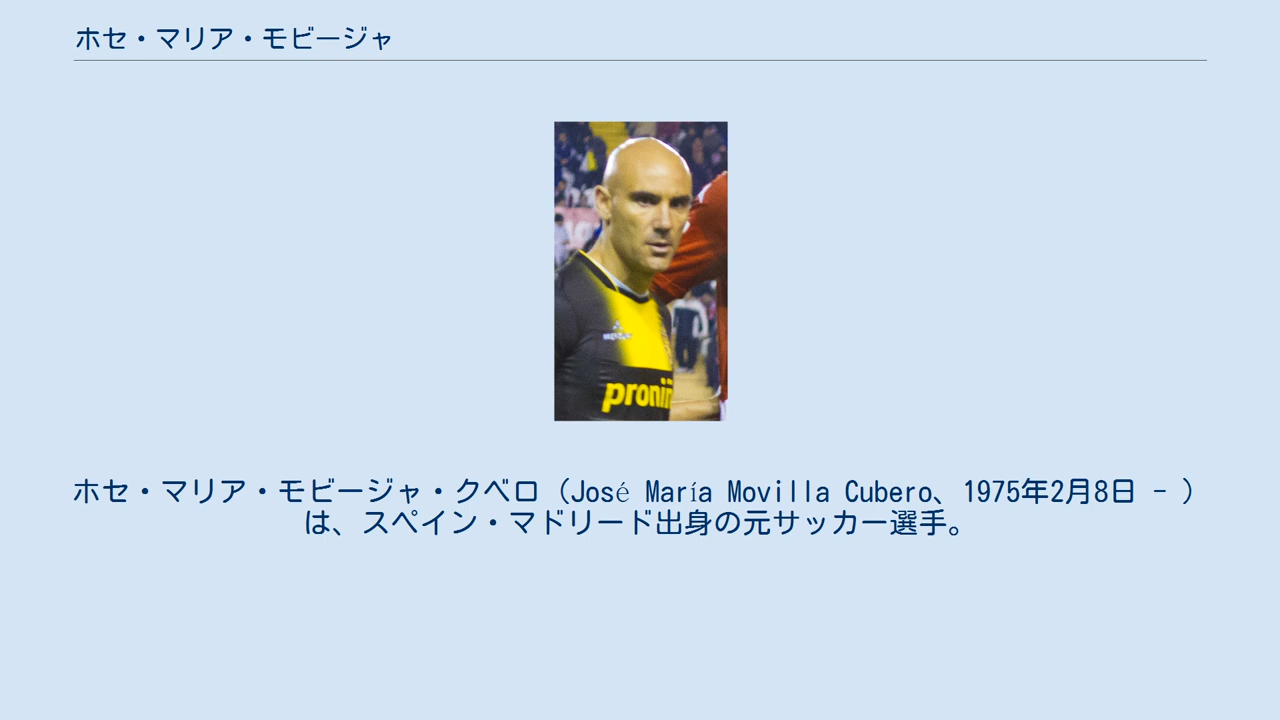 ホセ・マリア・モビージャ
proniñ
ホセ・マリア・モビージャ・クベロ（José María Movilla Cubero、1975年2月8日 - ）
は、スペイン・マドリード出身の元サッカー選手。